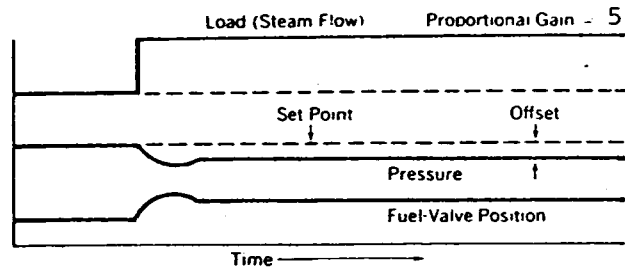 Load (Steam Flow) Proportional Gain - 5
Set Point Offset
Pressure
Fuel-Valve Position
Time